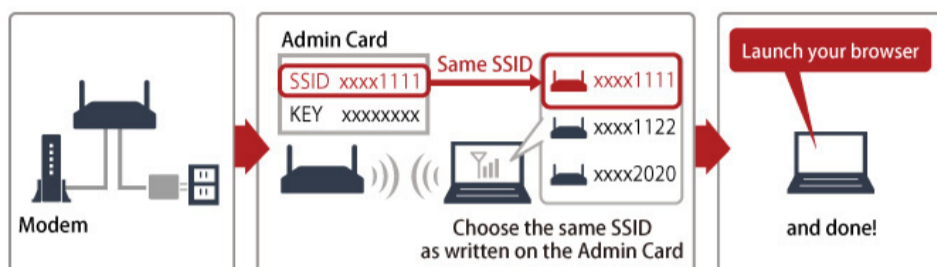 Modem
Admin Card
SSID xxxx1111
KEY xxxxxxxx
Same SSID
xxxx1111
xxxx1122
xxxx2020
Choose the same SSID
as written on the Admin Card
Launch your browser
and done!